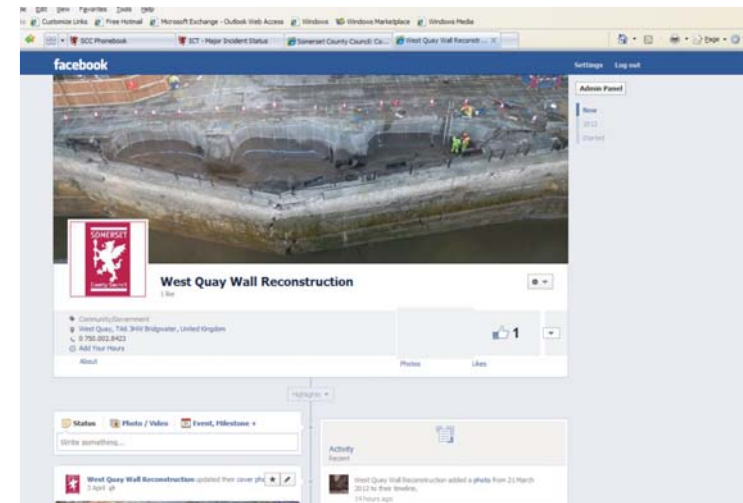 Edit View Favorites Tools Help
Customize Links Free Hotmail Microsoft Exchange - Outlook Web Access Windows Windows Marketplace Windows Media
SCC Phonebook ICT - Major Incident Status Somerset County Council: Co... West Quay Wall Reconstr... Page
facebook Settings Log out
Admin Panel
Now
2012
Started
SOMERSET
County Council
West Quay Wall Reconstruction
1 like
Community/Government
West Quay, TA6 3HW Bridgwater, United Kingdom
0 750.002.8423
Add Your Hours
1
About Photos Likes
Highlights
Status Photo / Video Event, Milestone +
Write something...
Activity
Recent
West Quay Wall Reconstruction updated their cover pho
3 April
West Quay Wall Reconstruction added a photo from 21 March
2012 to their timeline.
14 hours ago